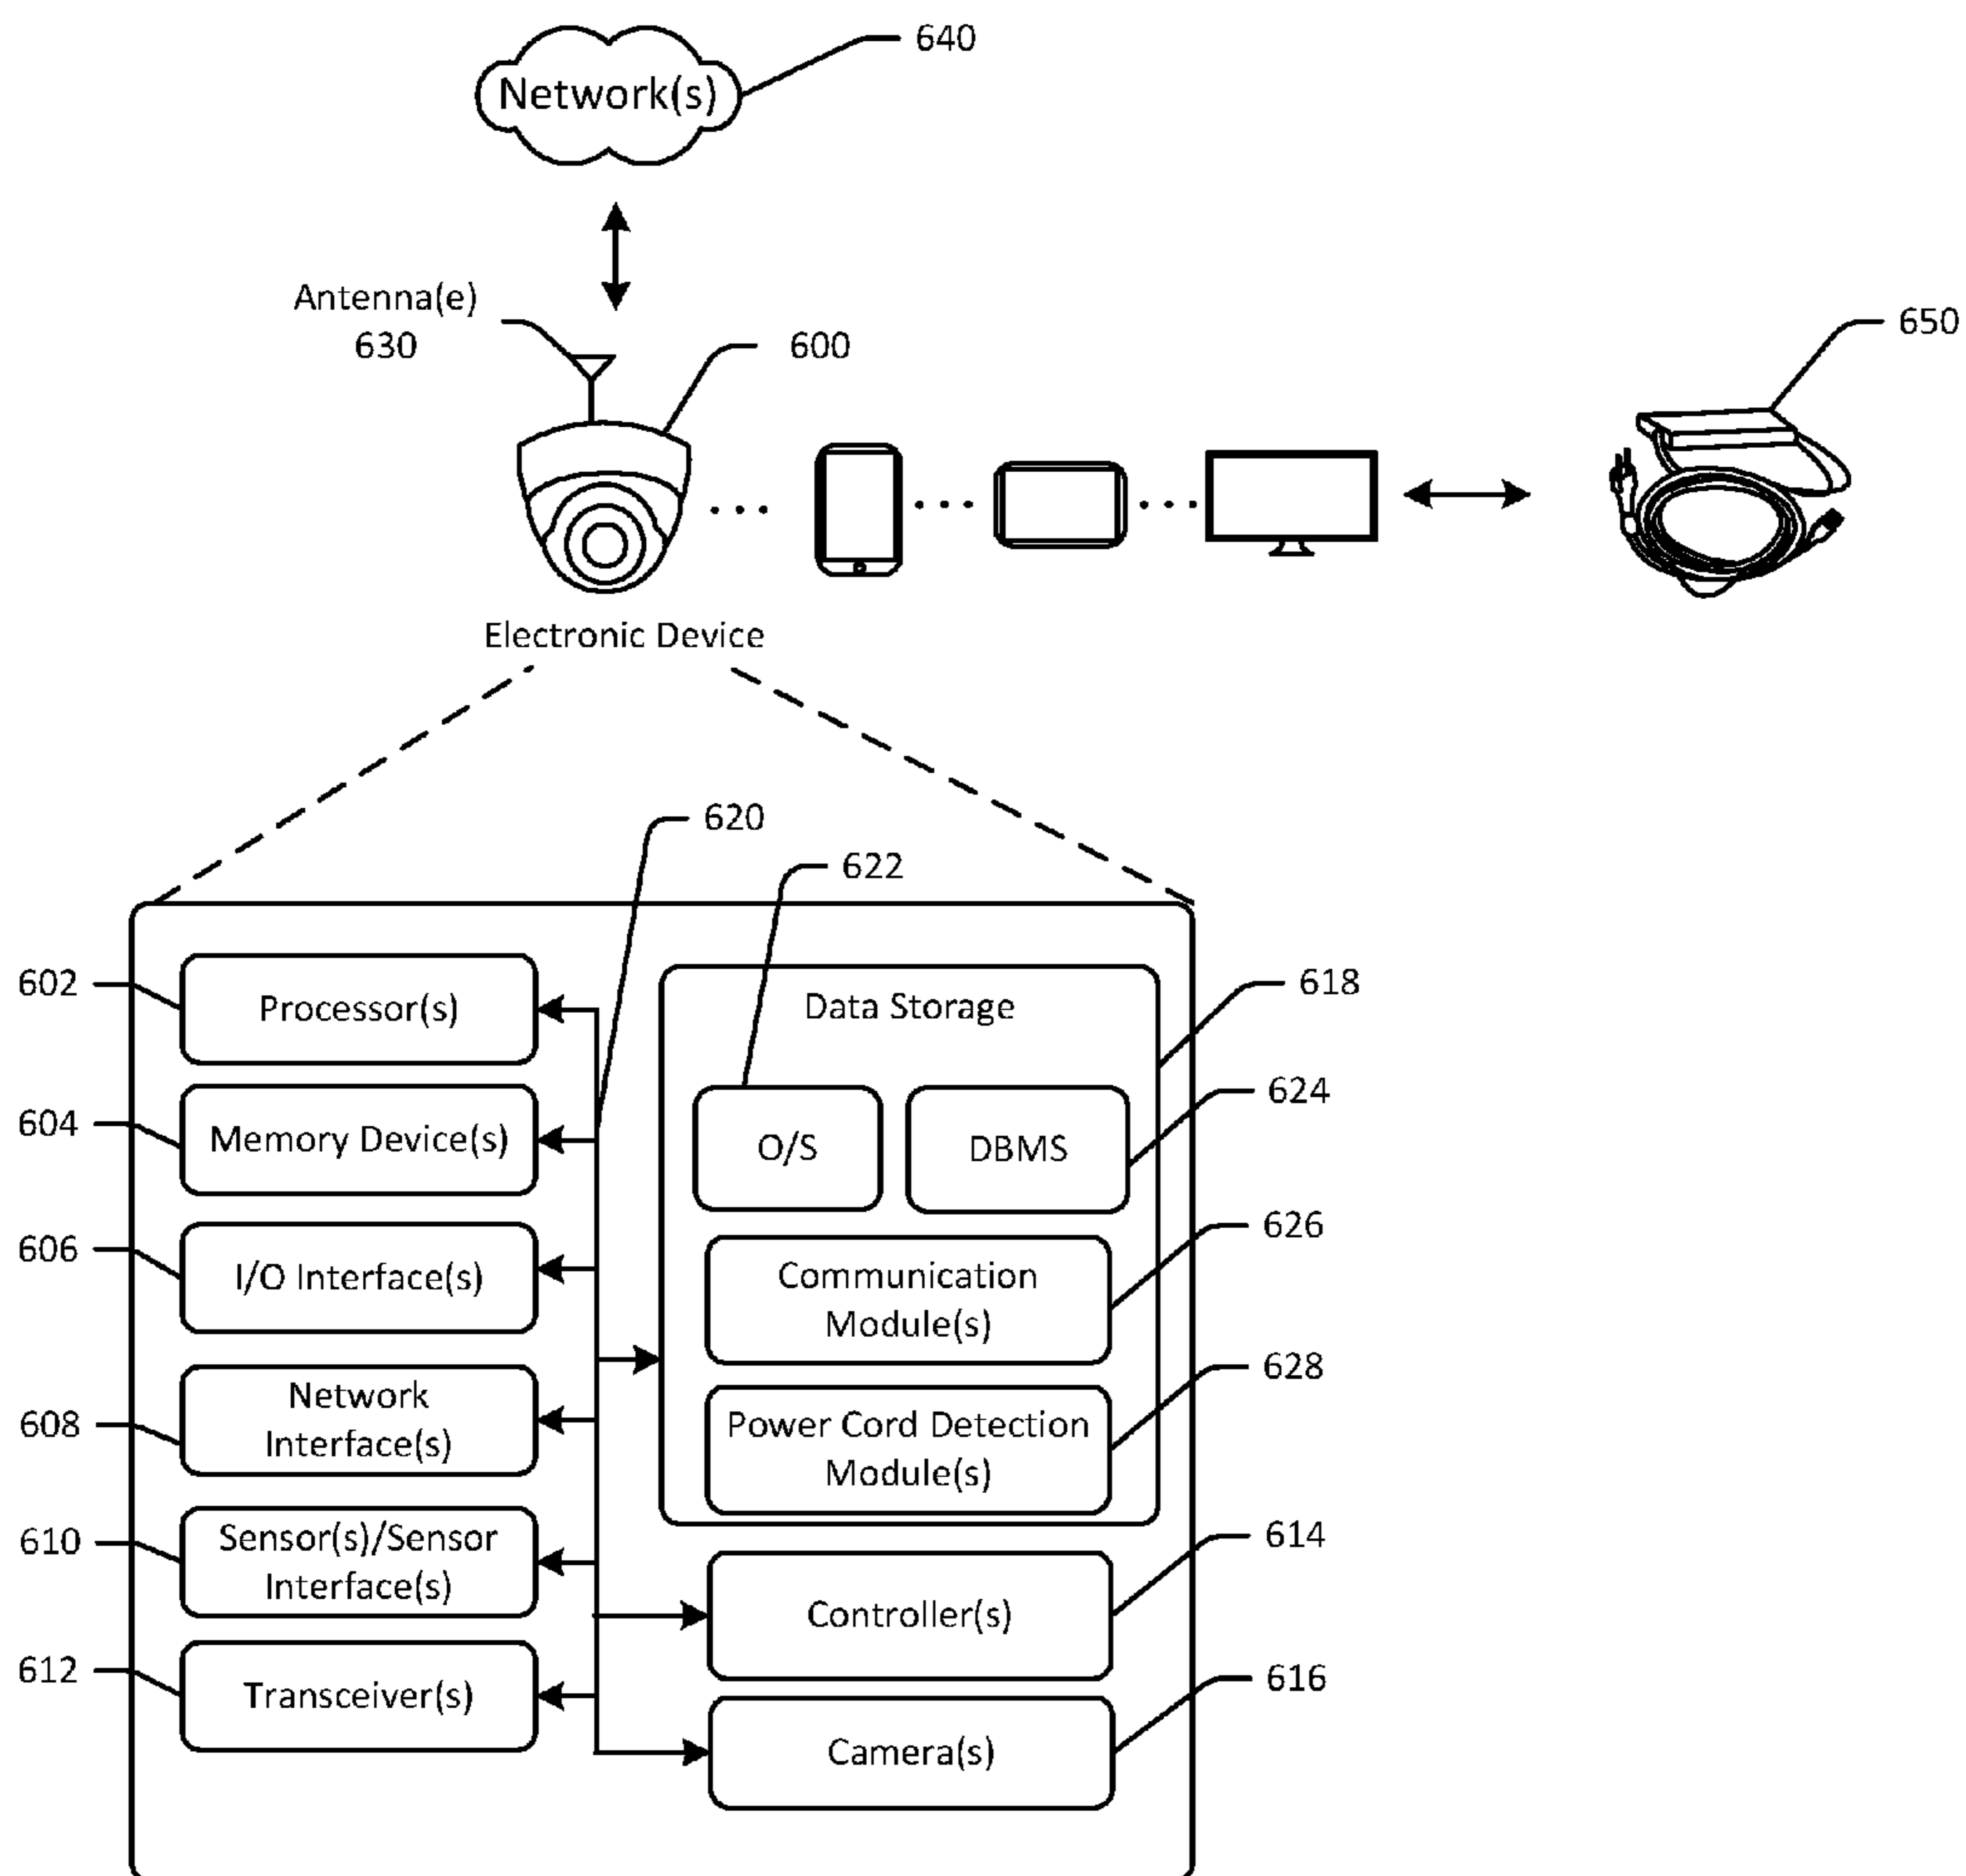 640
Network(s)
Antenna(e)
630
600
650
Electronic Device
620
622
602
Processor(s)
Data Storage
618
604
Memory Device(s)
O/S
DBMS
624
606
I/O Interface(s)
Communication
Module(s)
626
608
Network
Interface(s)
Power Cord Detection
Module(s)
628
610
Sensor(s)/Sensor
Interface(s)
614
Controller(s)
612
Transceiver(s)
616
Camera(s)